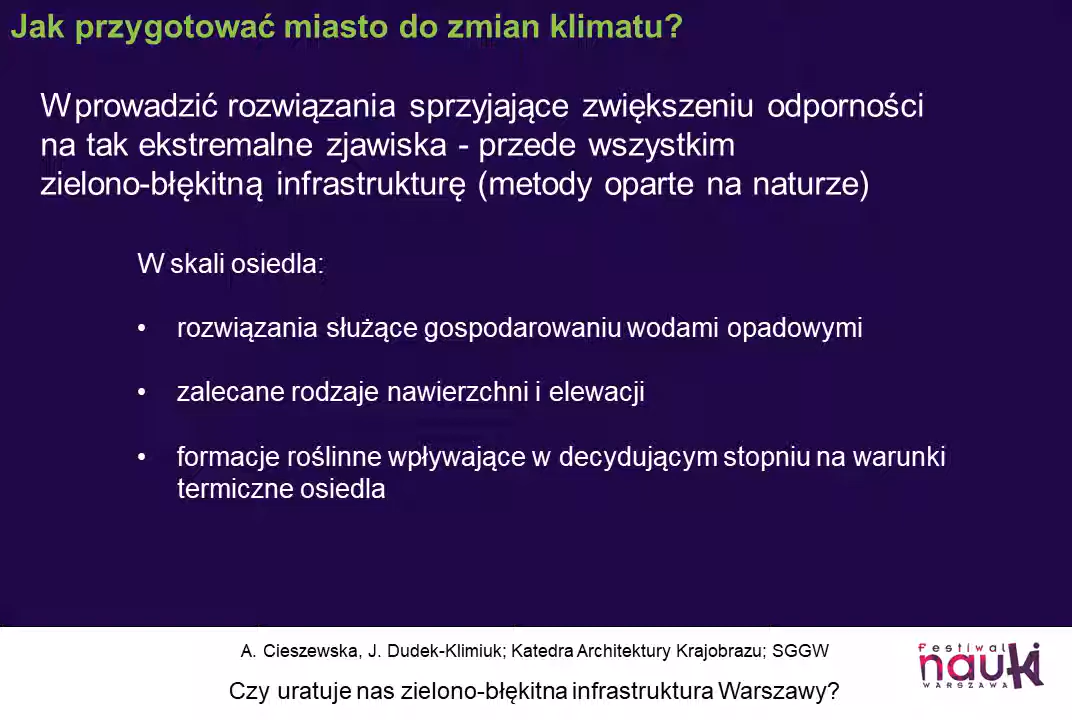 Jak przygotować miasto do zmian klimatu?
Wprowadzić rozwiązania sprzyjające zwiększeniu odporności
na tak ekstremalne zjawiska - przede wszystkim
zielono-błękitną infrastrukturę (metody oparte na naturze)
W skali osiedla:
• rozwiązania służące gospodarowaniu wodami opadowymi
• zalecane rodzaje nawierzchni i elewacji
• formacje roślinne wpływające w decydującym stopniu na warunki
termiczne osiedla
A. Cieszewska, J. Dudek-Klimiuk; Katedra Architektury Krajobrazu; SGGW
Czy uratuje nas zielono-błękitna infrastruktura Warszawy?
festiwal
nauki
WARSZAWA